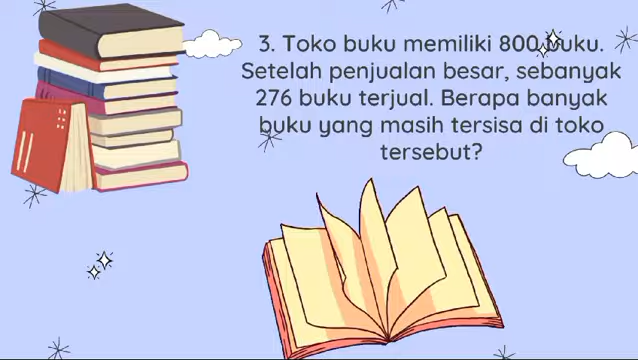 3. Toko buku memiliki 800 buku.
Setelah penjualan besar, sebanyak
276 buku terjual. Berapa banyak
buku yang masih tersisa di toko
tersebut?